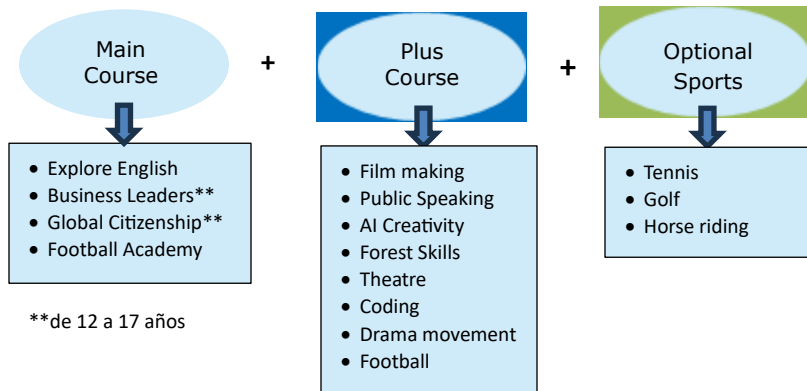 Main
Course
+
Plus
Course
+
Optional
Sports
• Explore English
• Business Leaders**
• Global Citizenship**
• Football Academy
**de 12 a 17 años
• Film making
• Public Speaking
• AI Creativity
• Forest Skills
• Theatre
• Coding
• Drama movement
• Football
• Tennis
• Golf
• Horse riding